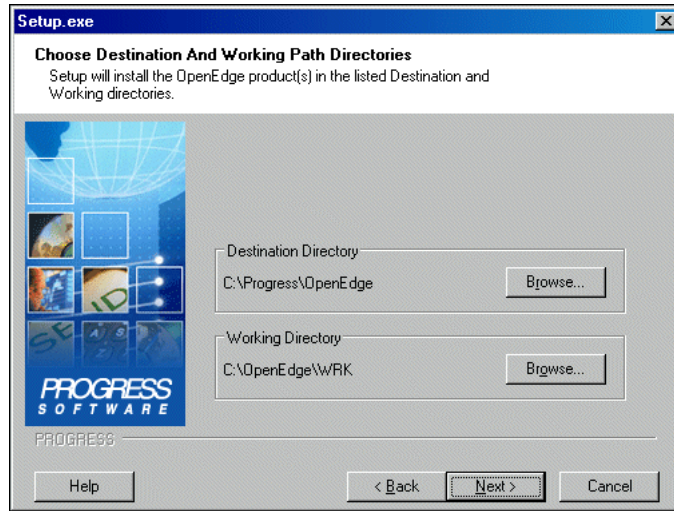 Setup.exe
Choose Destination And Working Path Directories
Setup will install the OpenEdge product(s) in the listed Destination and
Working directories.
Destination Directory
C:\Progress\OpenEdge
Browse...
Working Directory
C:\OpenEdge\WRK
Browse...
PROGRESS
SOFTWARE
PROGRESS
Help
< Back
Next >
Cancel